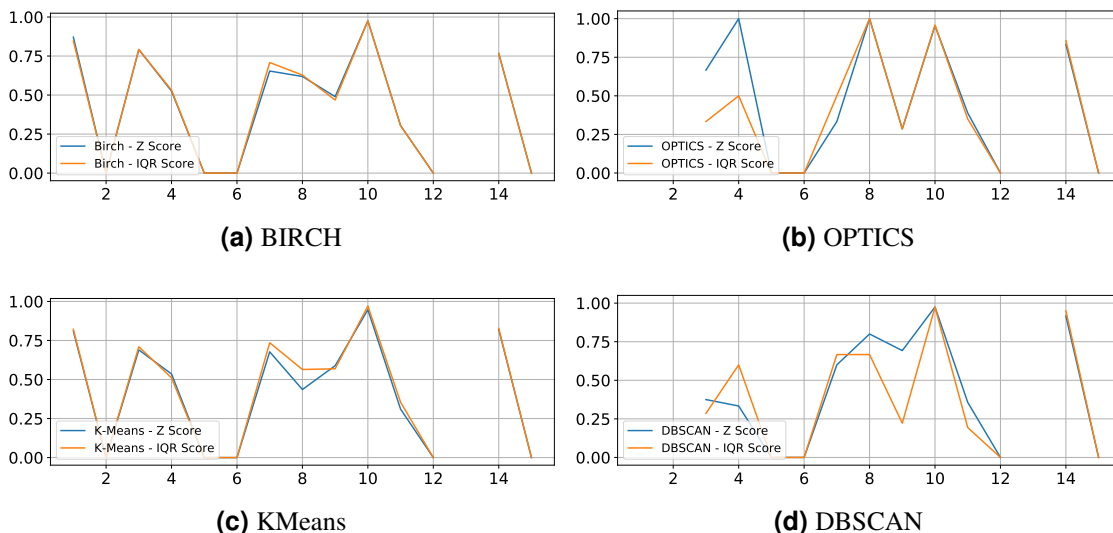 1.00
0.75
0.50
0.25
0.00
2 4 6 8 10 12 14
Birch - Z Score
Birch - IQR Score
(a) BIRCH
1.00
0.75
0.50
0.25
0.00
2 4 6 8 10 12 14
OPTICS - Z Score
OPTICS - IQR Score
(b) OPTICS
1.00
0.75
0.50
0.25
0.00
2 4 6 8 10 12 14
K-Means - Z Score
K-Means - IQR Score
(c) KMeans
1.00
0.75
0.50
0.25
0.00
2 4 6 8 10 12 14
DBSCAN - Z Score
DBSCAN - IQR Score
(d) DBSCAN